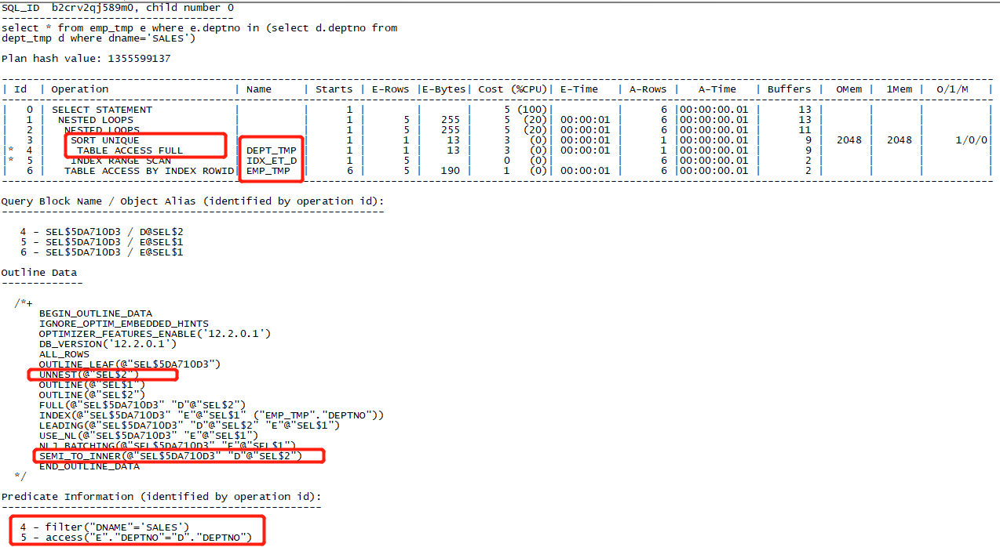 SQL_ID  b2crv2qj589m0, child number 0
-------------------------------------
select * from emp_tmp e where e.deptno in (select d.deptno from
dept_tmp d where dname='SALES')
Plan hash value: 1355599137
| Id  | Operation                    | Name     | Starts | E-Rows |E-Bytes| Cost (%CPU)| E-Time   | A-Rows |   A-Time   | Buffers |  OMem |  1Mem |  O/1/M   |
|   0 | SELECT STATEMENT             |          |      1 |        |       |     5 (100)|          |      6 |00:00:00.01 |      13 |       |       |          |
|   1 |  NESTED LOOPS                |          |      1 |      5 |   255 |     5  (20)| 00:00:01 |      6 |00:00:00.01 |      13 |       |       |          |
|   2 |   NESTED LOOPS               |          |      1 |      5 |   255 |     5  (20)| 00:00:01 |      6 |00:00:00.01 |      11 |       |       |          |
|   3 |    SORT UNIQUE               |          |      1 |      1 |    13 |     3   (0)| 00:00:01 |      1 |00:00:00.01 |       9 |  2048 |  2048 |     1/0/0|
|*  4 |     TABLE ACCESS FULL        | DEPT_TMP |      1 |      1 |    13 |     3   (0)| 00:00:01 |      1 |00:00:00.01 |       9 |       |       |          |
|*  5 |    INDEX RANGE SCAN          | IDX_ET_D |      1 |      5 |       |     0   (0)|          |      6 |00:00:00.01 |       2 |       |       |          |
|   6 |   TABLE ACCESS BY INDEX ROWID| EMP_TMP  |      6 |      5 |   190 |     1   (0)| 00:00:01 |      6 |00:00:00.01 |       2 |       |       |          |
Query Block Name / Object Alias (identified by operation id):
-------------------------------------------------------------
4 - SEL$5DA710D3 / D@SEL$2
5 - SEL$5DA710D3 / E@SEL$1
6 - SEL$5DA710D3 / E@SEL$1
Outline Data
-------------
/*+
BEGIN_OUTLINE_DATA
IGNORE_OPTIM_EMBEDDED_HINTS
OPTIMIZER_FEATURES_ENABLE('12.2.0.1')
DB_VERSION('12.2.0.1')
ALL_ROWS
OUTLINE_LEAF(@"SEL$5DA710D3")
UNNEST(@"SEL$2")
OUTLINE(@"SEL$1")
OUTLINE(@"SEL$2")
FULL(@"SEL$5DA710D3" "D"@"SEL$2")
INDEX(@"SEL$5DA710D3" "E"@"SEL$1" ("EMP_TMP"."DEPTNO"))
LEADING(@"SEL$5DA710D3" "D"@"SEL$2" "E"@"SEL$1")
USE_NL(@"SEL$5DA710D3" "E"@"SEL$1")
NLJ_BATCHING(@"SEL$5DA710D3" "E"@"SEL$1")
SEMI_TO_INNER(@"SEL$5DA710D3" "D"@"SEL$2")
END_OUTLINE_DATA
*/
Predicate Information (identified by operation id):
---------------------------------------------------
4 - filter("DNAME"='SALES')
5 - access("E"."DEPTNO"="D"."DEPTNO")